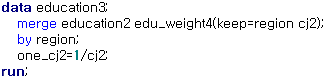 data education3;
merge education2 edu_weight4(keep=region cj2);
by region;
one_cj2=1/cj2;
run;